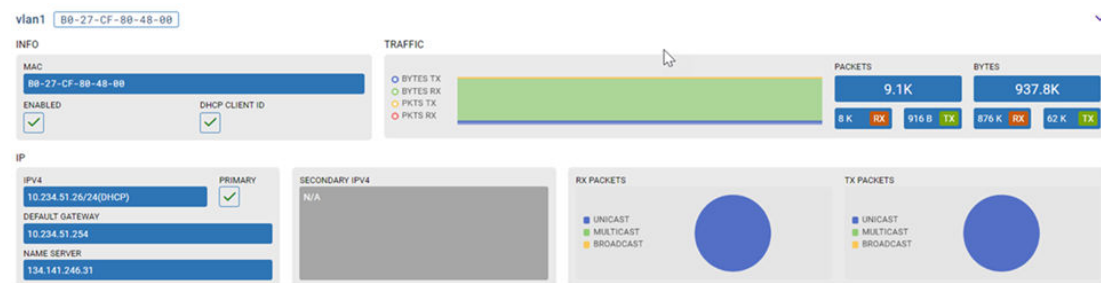 vlan1 B0-27-CF-80-48-00
INFO
MAC
B0-27-CF-80-48-00
ENABLED
DHCP CLIENT ID
TRAFFIC
BYTES TX
BYTES RX
PKTS TX
PKTS RX
PACKETS
9.1K
8 K RX
916 B TX
BYTES
937.8K
876 K RX
62 K TX
IP
IPV4
10.234.51.26/24(DHCP)
PRIMARY
DEFAULT GATEWAY
10.234.51.254
NAME SERVER
134.141.246.31
SECONDARY IPV4
N/A
RX PACKETS
UNICAST
MULTICAST
BROADCAST
TX PACKETS
UNICAST
MULTICAST
BROADCAST